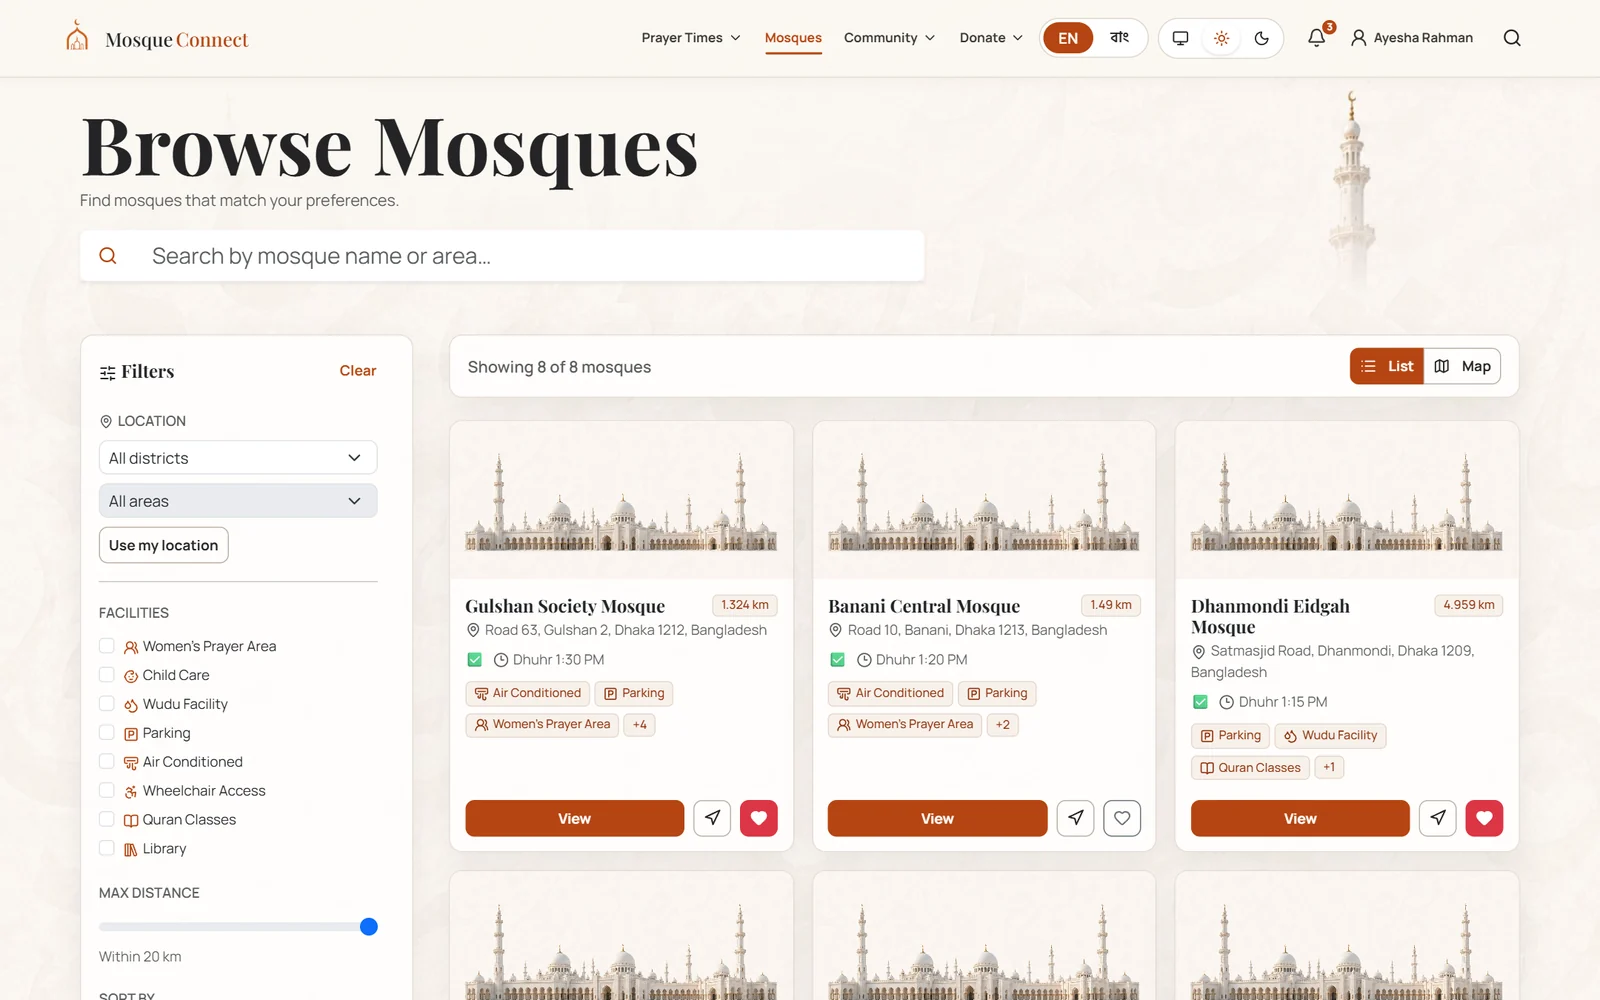 Mosque Connect
Prayer Times
Mosques
Community
Donate
EN
বাং
3
Ayesha Rahman
Browse Mosques
Find mosques that match your preferences.
Search by mosque name or area...
Filters
Clear
LOCATION
All districts
All areas
Use my location
FACILITIES
Women's Prayer Area
Child Care
Wudu Facility
Parking
Air Conditioned
Wheelchair Access
Quran Classes
Library
MAX DISTANCE
Within 20 km
SORT BY
Showing 8 of 8 mosques
List
Map
Gulshan Society Mosque
1.324 km
Road 63, Gulshan 2, Dhaka 1212, Bangladesh
Dhuhr 1:30 PM
Air Conditioned
Parking
Women's Prayer Area
+4
View
Banani Central Mosque
1.49 km
Road 10, Banani, Dhaka 1213, Bangladesh
Dhuhr 1:20 PM
Air Conditioned
Parking
Women's Prayer Area
+2
View
Dhanmondi Eidgah
Mosque
4.959 km
Satmasjid Road, Dhanmondi, Dhaka 1209,
Bangladesh
Dhuhr 1:15 PM
Parking
Wudu Facility
Quran Classes
+1
View